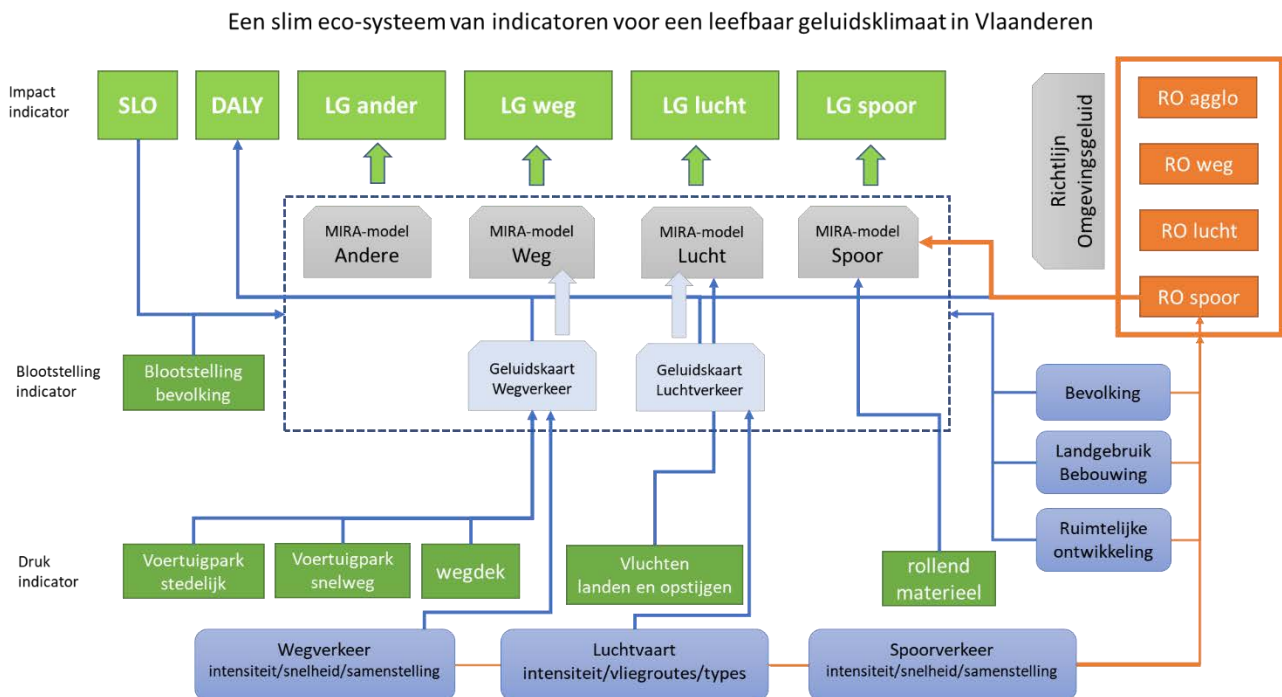 Een slim eco-systeem van indicatoren voor een leefbaar geluidsklimaat in Vlaanderen
Impact
indicator
SLO
DALY
LG ander
LG weg
LG lucht
LG spoor
Richtlijn
Omgevingsgeluid
RO agglo
RO weg
RO lucht
RO spoor
MIRA-model
Andere
MIRA-model
Weg
MIRA-model
Lucht
MIRA-model
Spoor
Blootstelling
indicator
Blootstelling
bevolking
Geluidskaart
Wegverkeer
Geluidskaart
Luchtverkeer
Bevolking
Landgebruik
Bebouwing
Ruimtelijke
ontwikkeling
Druk
indicator
Voertuigpark
stedelijk
Voertuigpark
snelweg
wegdek
Vluchten
landen en opstijgen
rollend
materieel
Wegverkeer
intensiteit/snelheid/samenstelling
Luchtvaart
intensiteit/vliegroutes/types
Spoorverkeer
intensiteit/snelheid/samenstelling